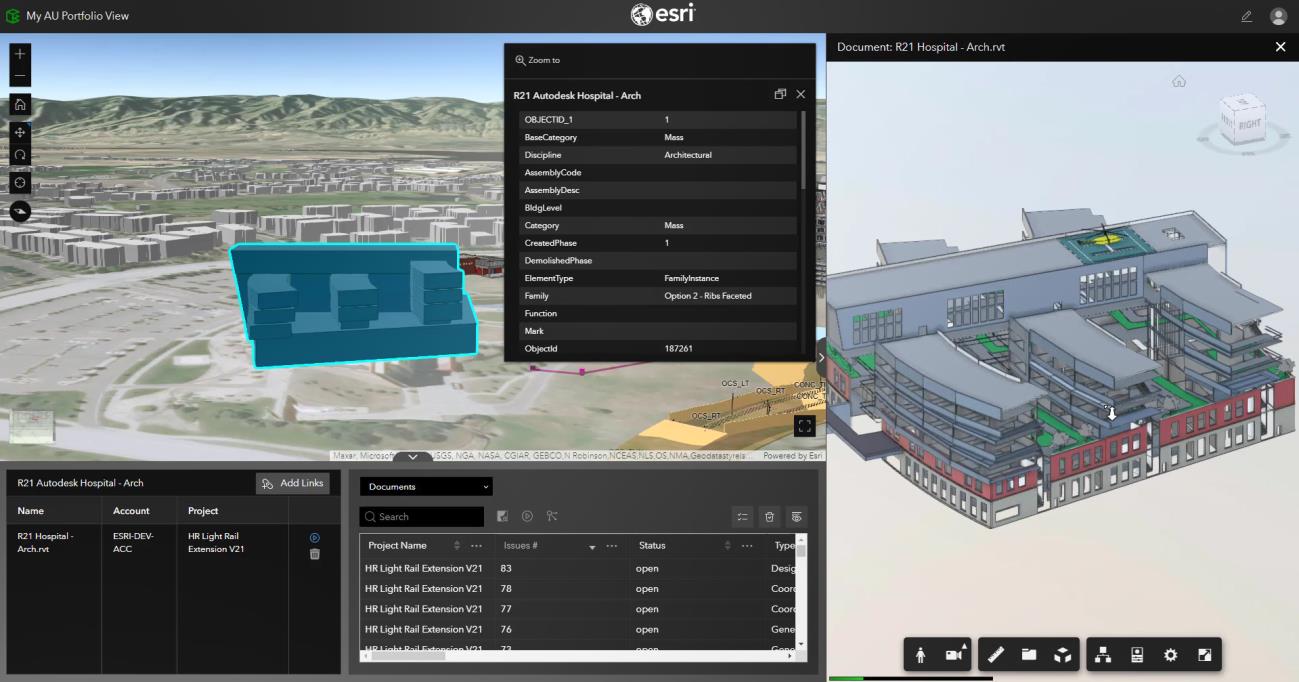 My AU Portfolio View
esri
Zoom to
R21 Autodesk Hospital - Arch
OBJECTID_1 1
BaseCategory Mass
Discipline Architectural
AssemblyCode
AssemblyDesc
BldgLevel
Category Mass
CreatedPhase 1
DemolishedPhase
ElementType FamilyInstance
Family Option 2 - Ribs Faceted
Function
Mark
ObjectId 187261
OCS_LT
OCS_RT
CONC_T
OCS_RT
Maxar, Microsof
USGS, NGA, NASA, CGIAR, GEBCO,N Robinson,NCEAS,NLS,OS,NMA,Geodatastyrels...
Powered by Esri
Document: R21 Hospital - Arch.rvt
RIGHT
R21 Autodesk Hospital - Arch
Add Links
Name Account Project
R21 Hospital - Arch.rvt
ESRI-DEV-ACC
HR Light Rail Extension V21
Documents
Search
Project Name Issues # Status Type
HR Light Rail Extension V21 83 open Desig
HR Light Rail Extension V21 78 open Coord
HR Light Rail Extension V21 77 open Coord
HR Light Rail Extension V21 76 open Gene
HR Light Rail Extension V21 73 open Gene